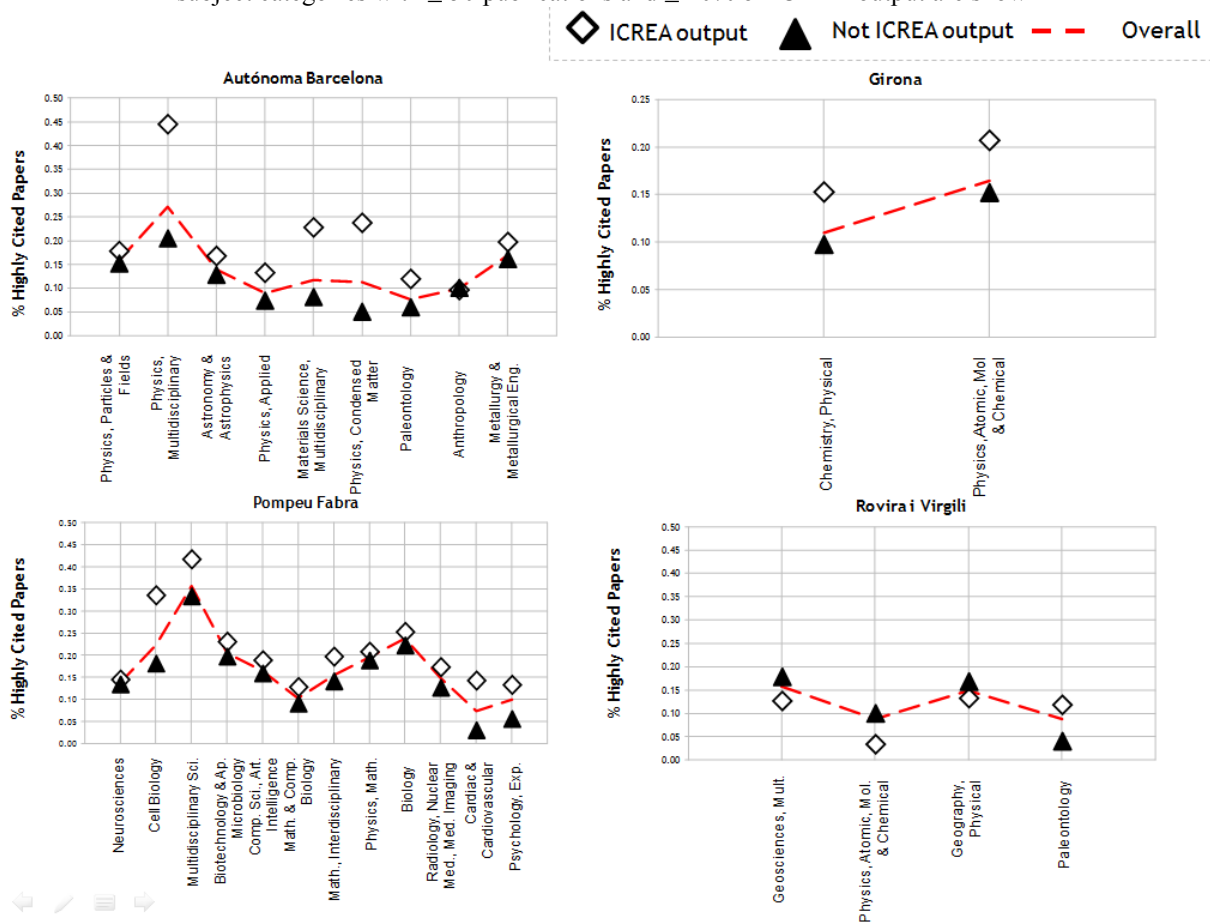 ICREA output Not ICREA output Overall
Autónoma Barcelona
% Highly Cited Papers
0.50
0.45
0.40
0.35
0.30
0.25
0.20
0.15
0.10
0.05
0.00
Physics, Particles &
Fields
Physics,
Multidisciplinary
Astronomy &
Astrophysics
Physics, Applied
Materials Science,
Multidisciplinary
Physics, Condensed
Matter
Paleontology
Anthropology
Metallurgy &
Metallurgical Eng.
Girona
% Highly Cited Papers
0.25
0.20
0.15
0.10
0.05
0.00
Chemistry, Physical
Physics, Atomic, Mol
& Chemical
Pompeu Fabra
% Highly Cited Papers
0.50
0.45
0.40
0.35
0.30
0.25
0.20
0.15
0.10
0.05
0.00
Neurosciences
Cell Biology
Multidisciplinary Sci.
Biotechnology & Ap.
Microbiology
Comp. Sci., Art.
Intelligence
Math. & Comp.
Biology
Math., Interdisciplinary
Physics, Math.
Biology
Radiology, Nuclear
Med., Med. Imaging
Cardiac &
Cardiovascular
Psychology, Exp.
Rovira i Virgili
% Highly Cited Papers
0.50
0.45
0.40
0.35
0.30
0.25
0.20
0.15
0.10
0.05
0.00
Geosciences, Mult.
Physics, Atomic, Mol.
& Chemical
Geography,
Physical
Paleontology